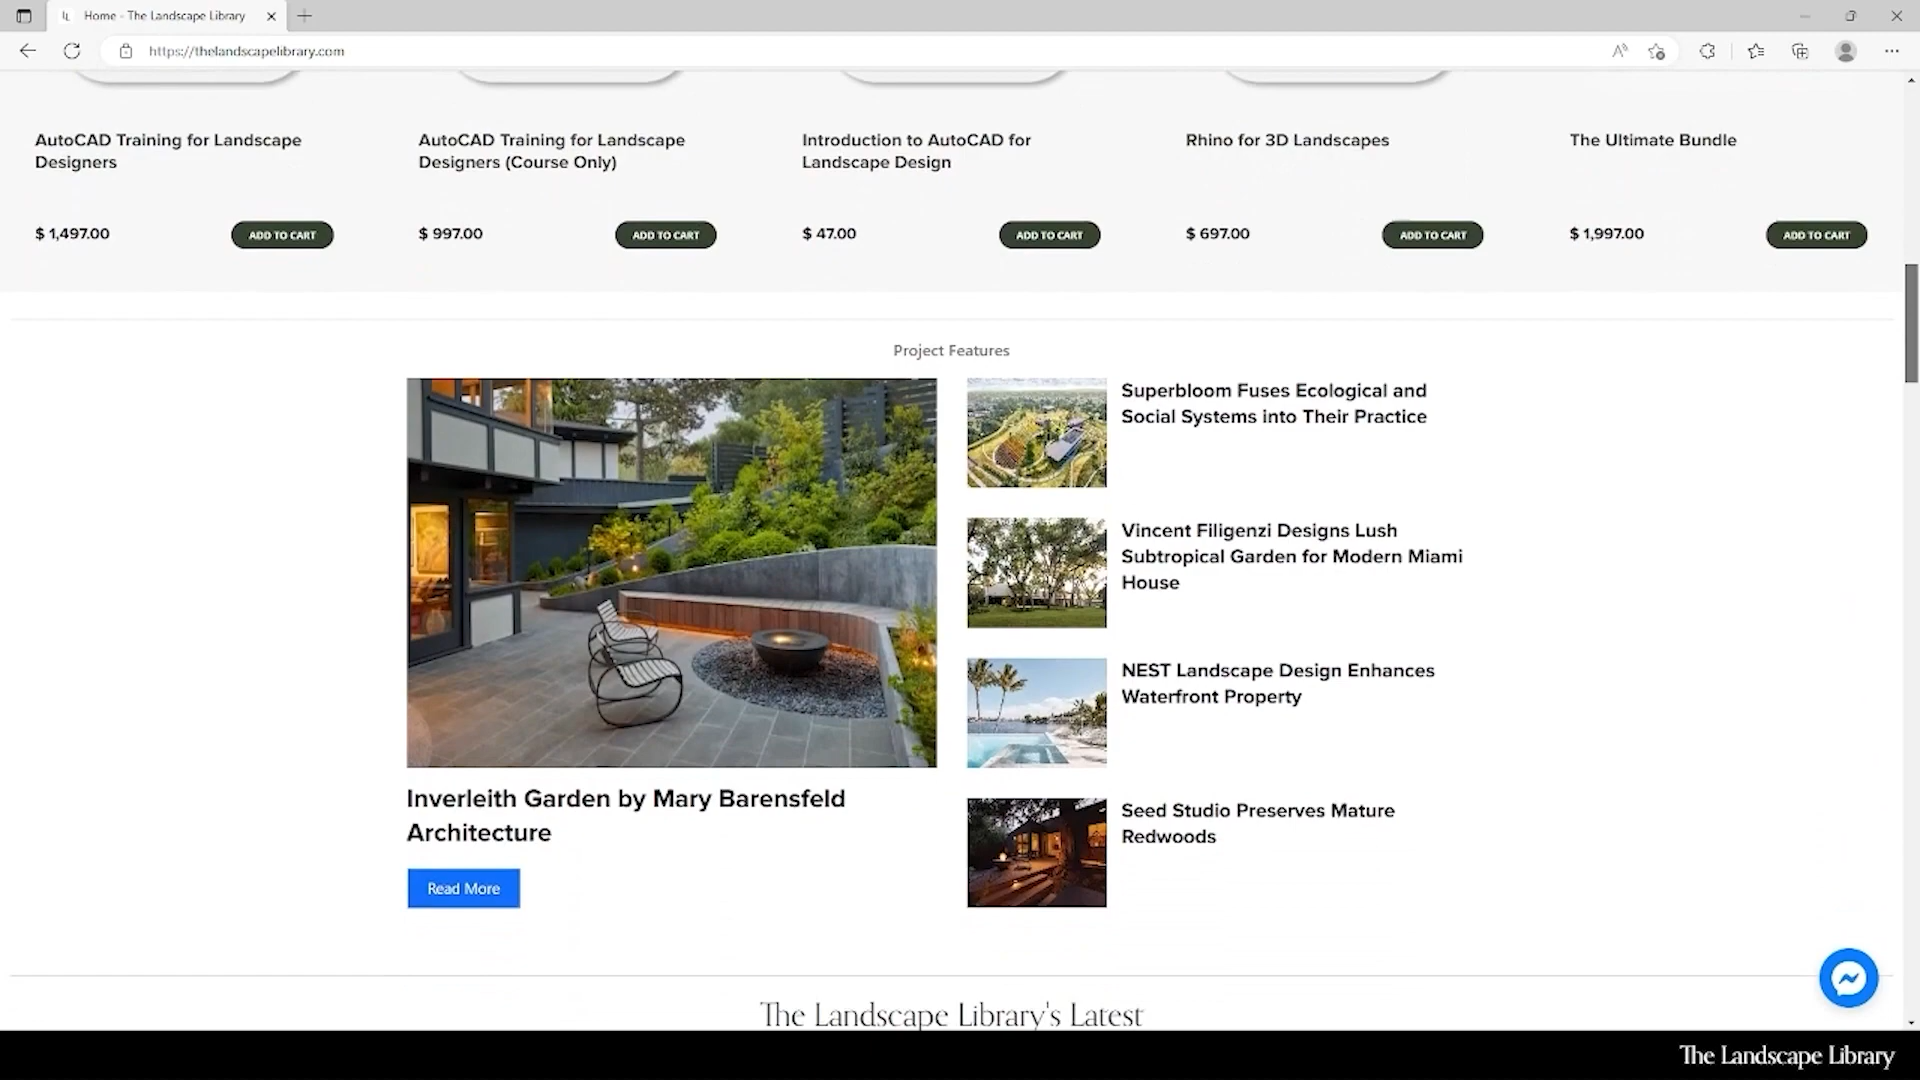 Home - The Landscape Library
https://thelandscapelibrary.com
AutoCAD Training for Landscape
Designers
$ 1,497.00
ADD TO CART
AutoCAD Training for Landscape
Designers (Course Only)
$ 997.00
ADD TO CART
Introduction to AutoCAD for
Landscape Design
$ 47.00
ADD TO CART
Rhino for 3D Landscapes
$ 697.00
ADD TO CART
The Ultimate Bundle
$ 1,997.00
ADD TO CART
Project Features
Inverleith Garden by Mary Barensfeld
Architecture
Read More
Superbloom Fuses Ecological and
Social Systems into Their Practice
Vincent Filigenzi Designs Lush
Subtropical Garden for Modern Miami
House
NEST Landscape Design Enhances
Waterfront Property
Seed Studio Preserves Mature
Redwoods
The Landscape Library's Latest
The Landscape Library